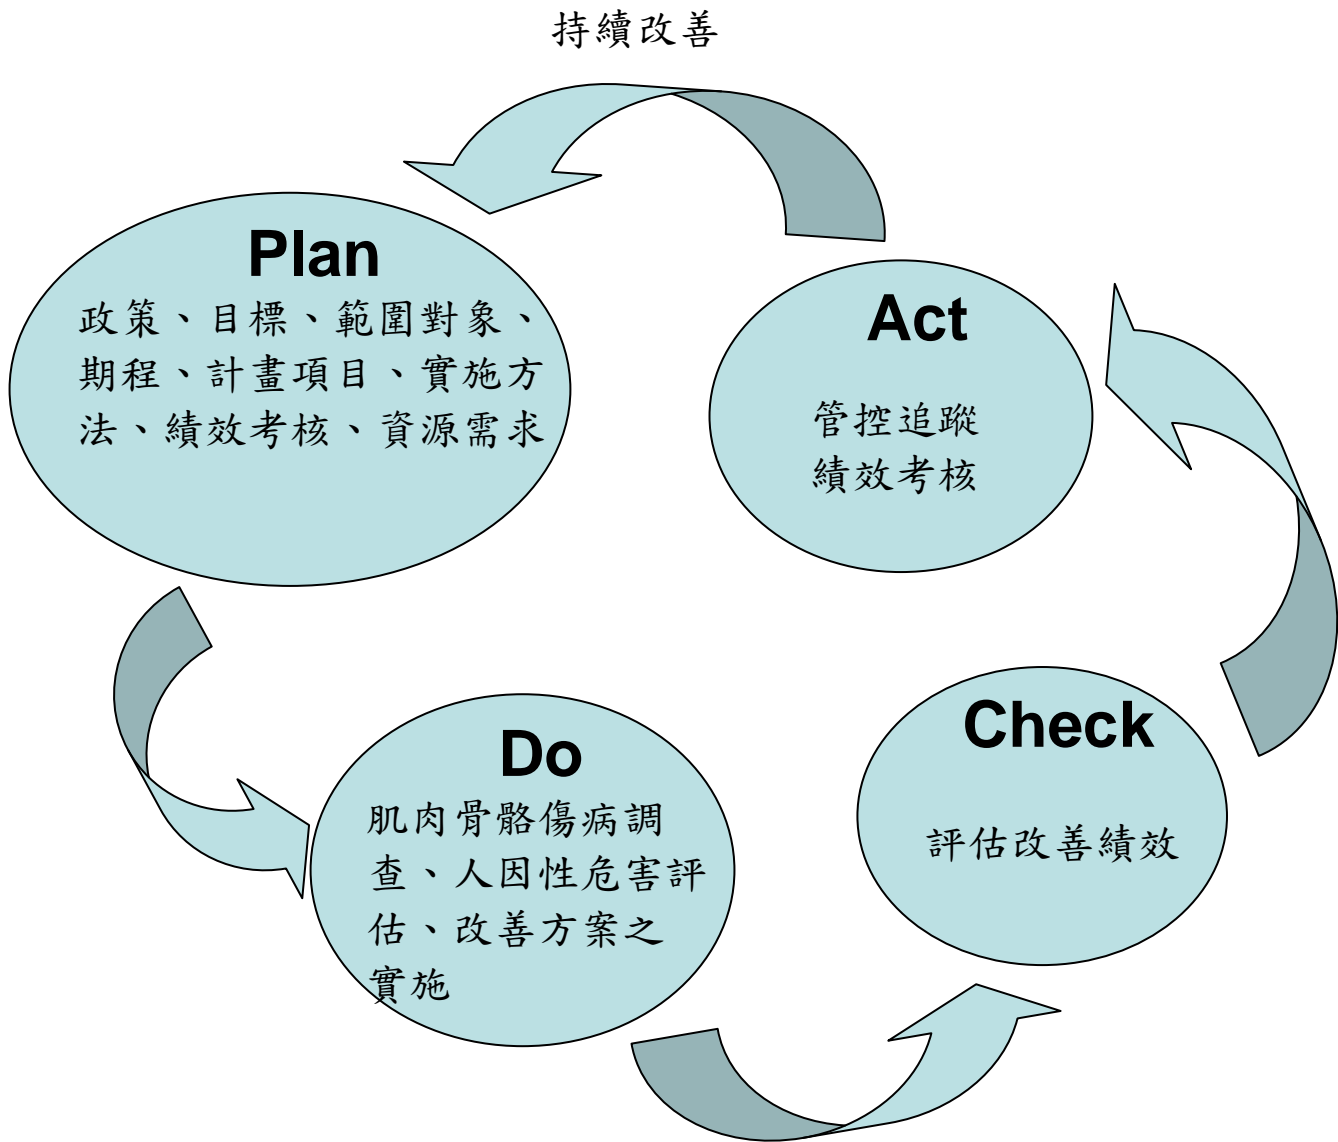 持續改善
Plan
政策、目標、範圍對象、
期程、計畫項目、實施方
法、績效考核、資源需求
Act
管控追蹤
績效考核
Do
肌肉骨骼傷病調
查、人因性危害評
估、改善方案之
實施
Check
評估改善績效